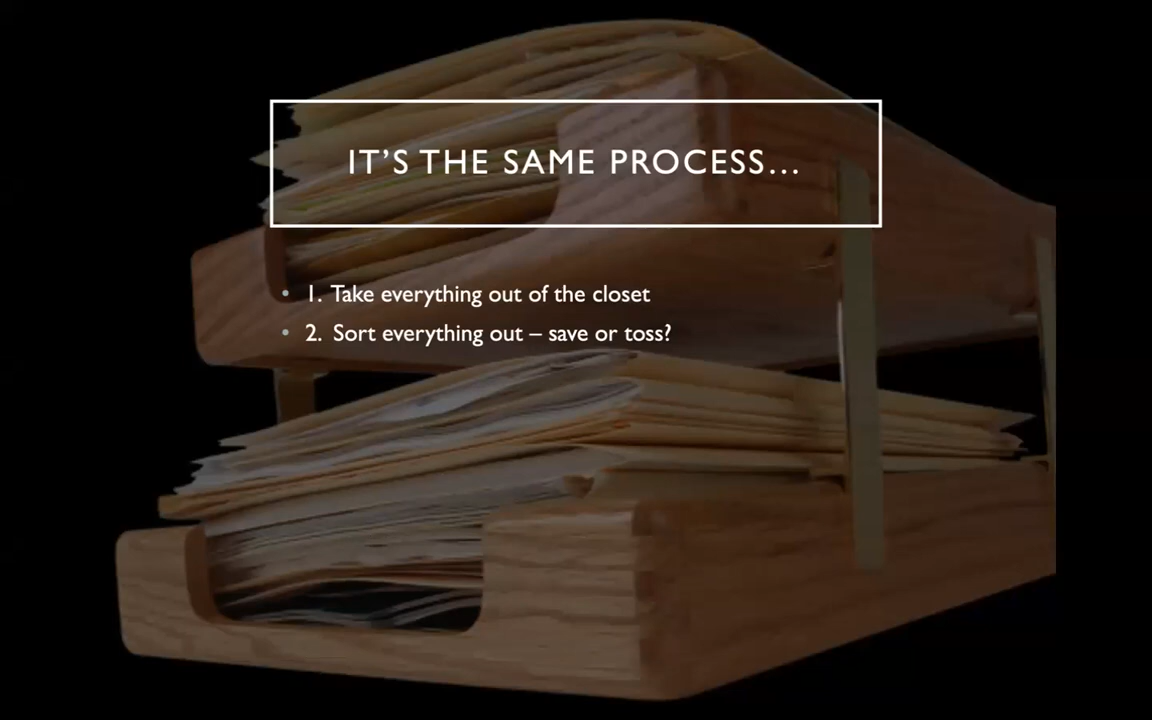 IT’S THE SAME PROCESS…
• 1. Take everything out of the closet
• 2. Sort everything out – save or toss?